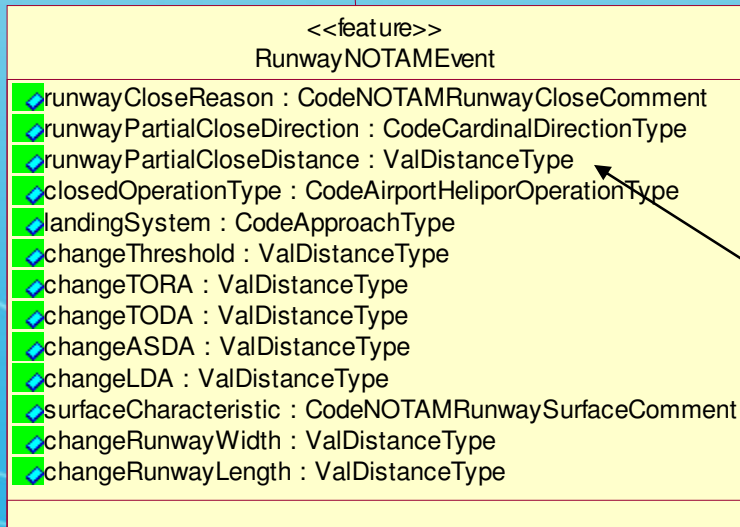 <<feature>>
RunwayNOTAMEvent
runwayCloseReason : CodeNOTAMRunwayCloseComment
runwayPartialCloseDirection : CodeCardinalDirectionType
runwayPartialCloseDistance : ValDistanceType
closedOperationType : CodeAirportHeliporOperationType
landingSystem : CodeApproachType
changeThreshold : ValDistanceType
changeTORA : ValDistanceType
changeTODA : ValDistanceType
changeASDA : ValDistanceType
changeLDA : ValDistanceType
surfaceCharacteristic : CodeNOTAMRunwaySurfaceComment
changeRunwayWidth : ValDistanceType
changeRunwayLength : ValDistanceType